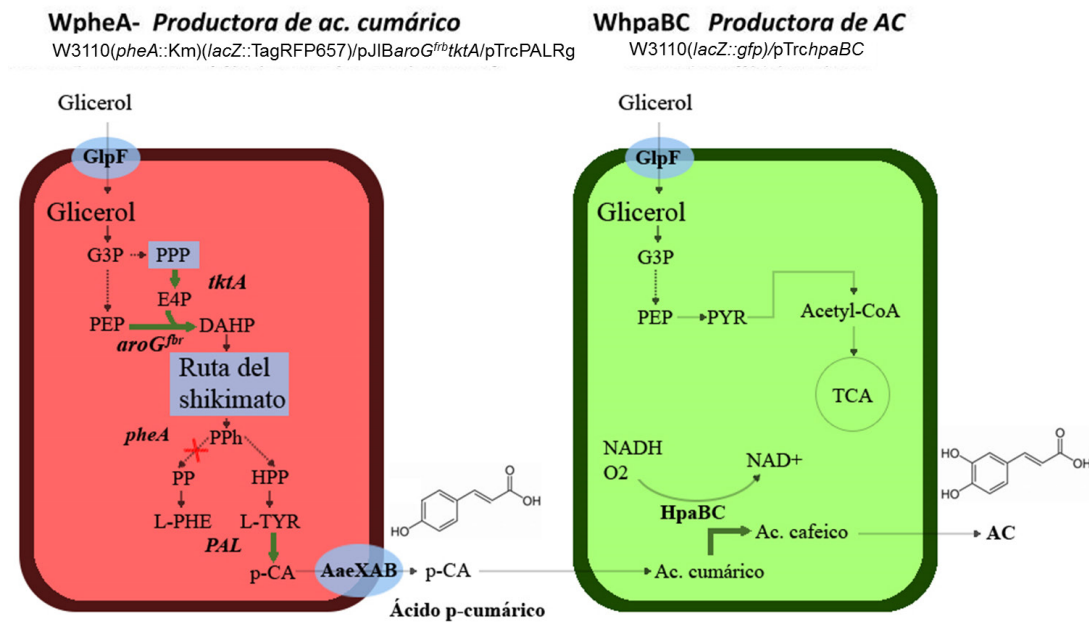 WpheA- Productora de ac. cumárico
W3110(pheA::Km)(lacZ::TagRFP657)/pJlBaroGfrbtktA/pTrcPALRg
Glicerol
GlpF
Glicerol
G3P
PPP
tktA
E4P
PEP
DAHP
aroGfbr
Ruta del
shikimato
pheA
PPh
PP
HPP
L-PHE
L-TYR
PAL
p-CA
AaeXAB
p-CA
Ácido p-cumárico
O
OH
HO
WhpaBC Productora de AC
W3110(lacZ::gfp)/pTrchpaBC
Glicerol
GlpF
Glicerol
G3P
PEP
PYR
Acetyl-CoA
TCA
NADH
O2
NAD+
HpaBC
Ac. cafeico
Ac. cumárico
AC
O
OH
HO
HO